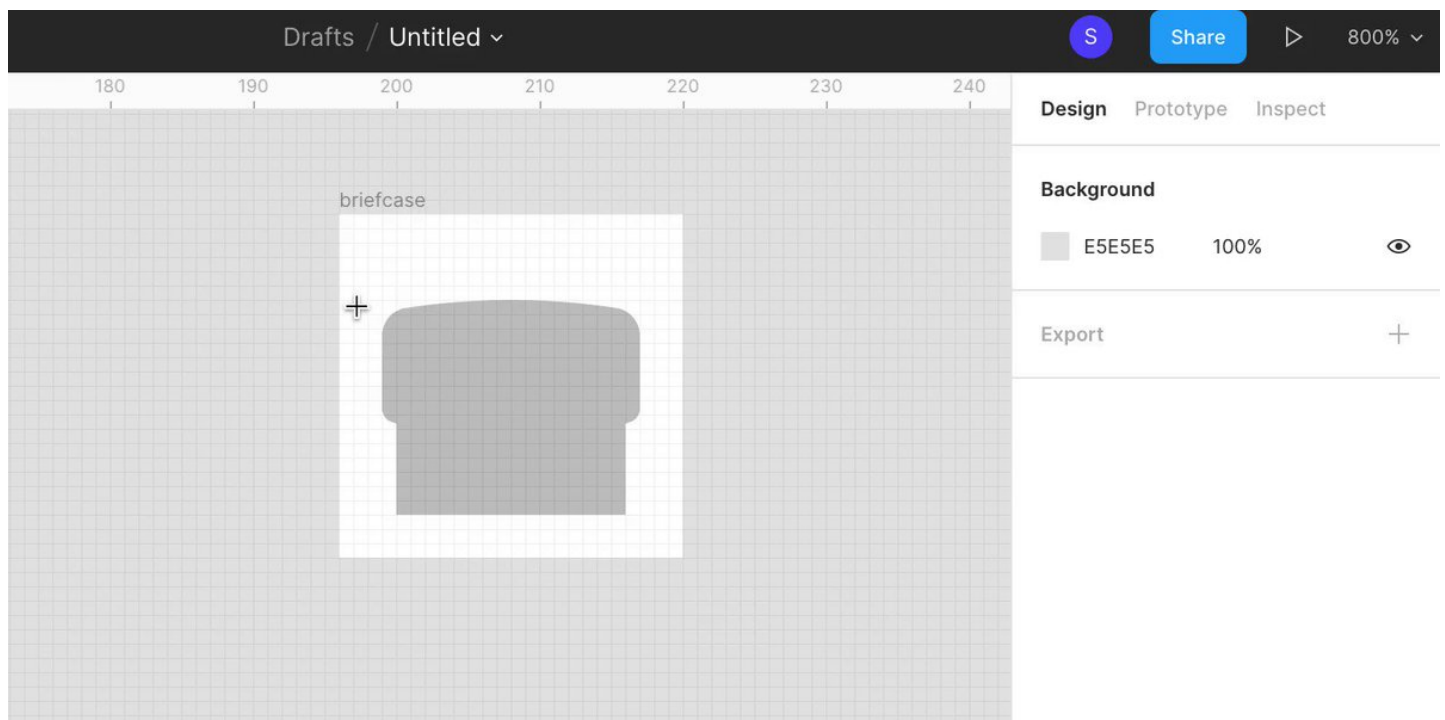 Drafts / Untitled
S
Share
800%
180 190 200 210 220 230 240
Design Prototype Inspect
Background
briefcase
E5E5E5 100%
Export